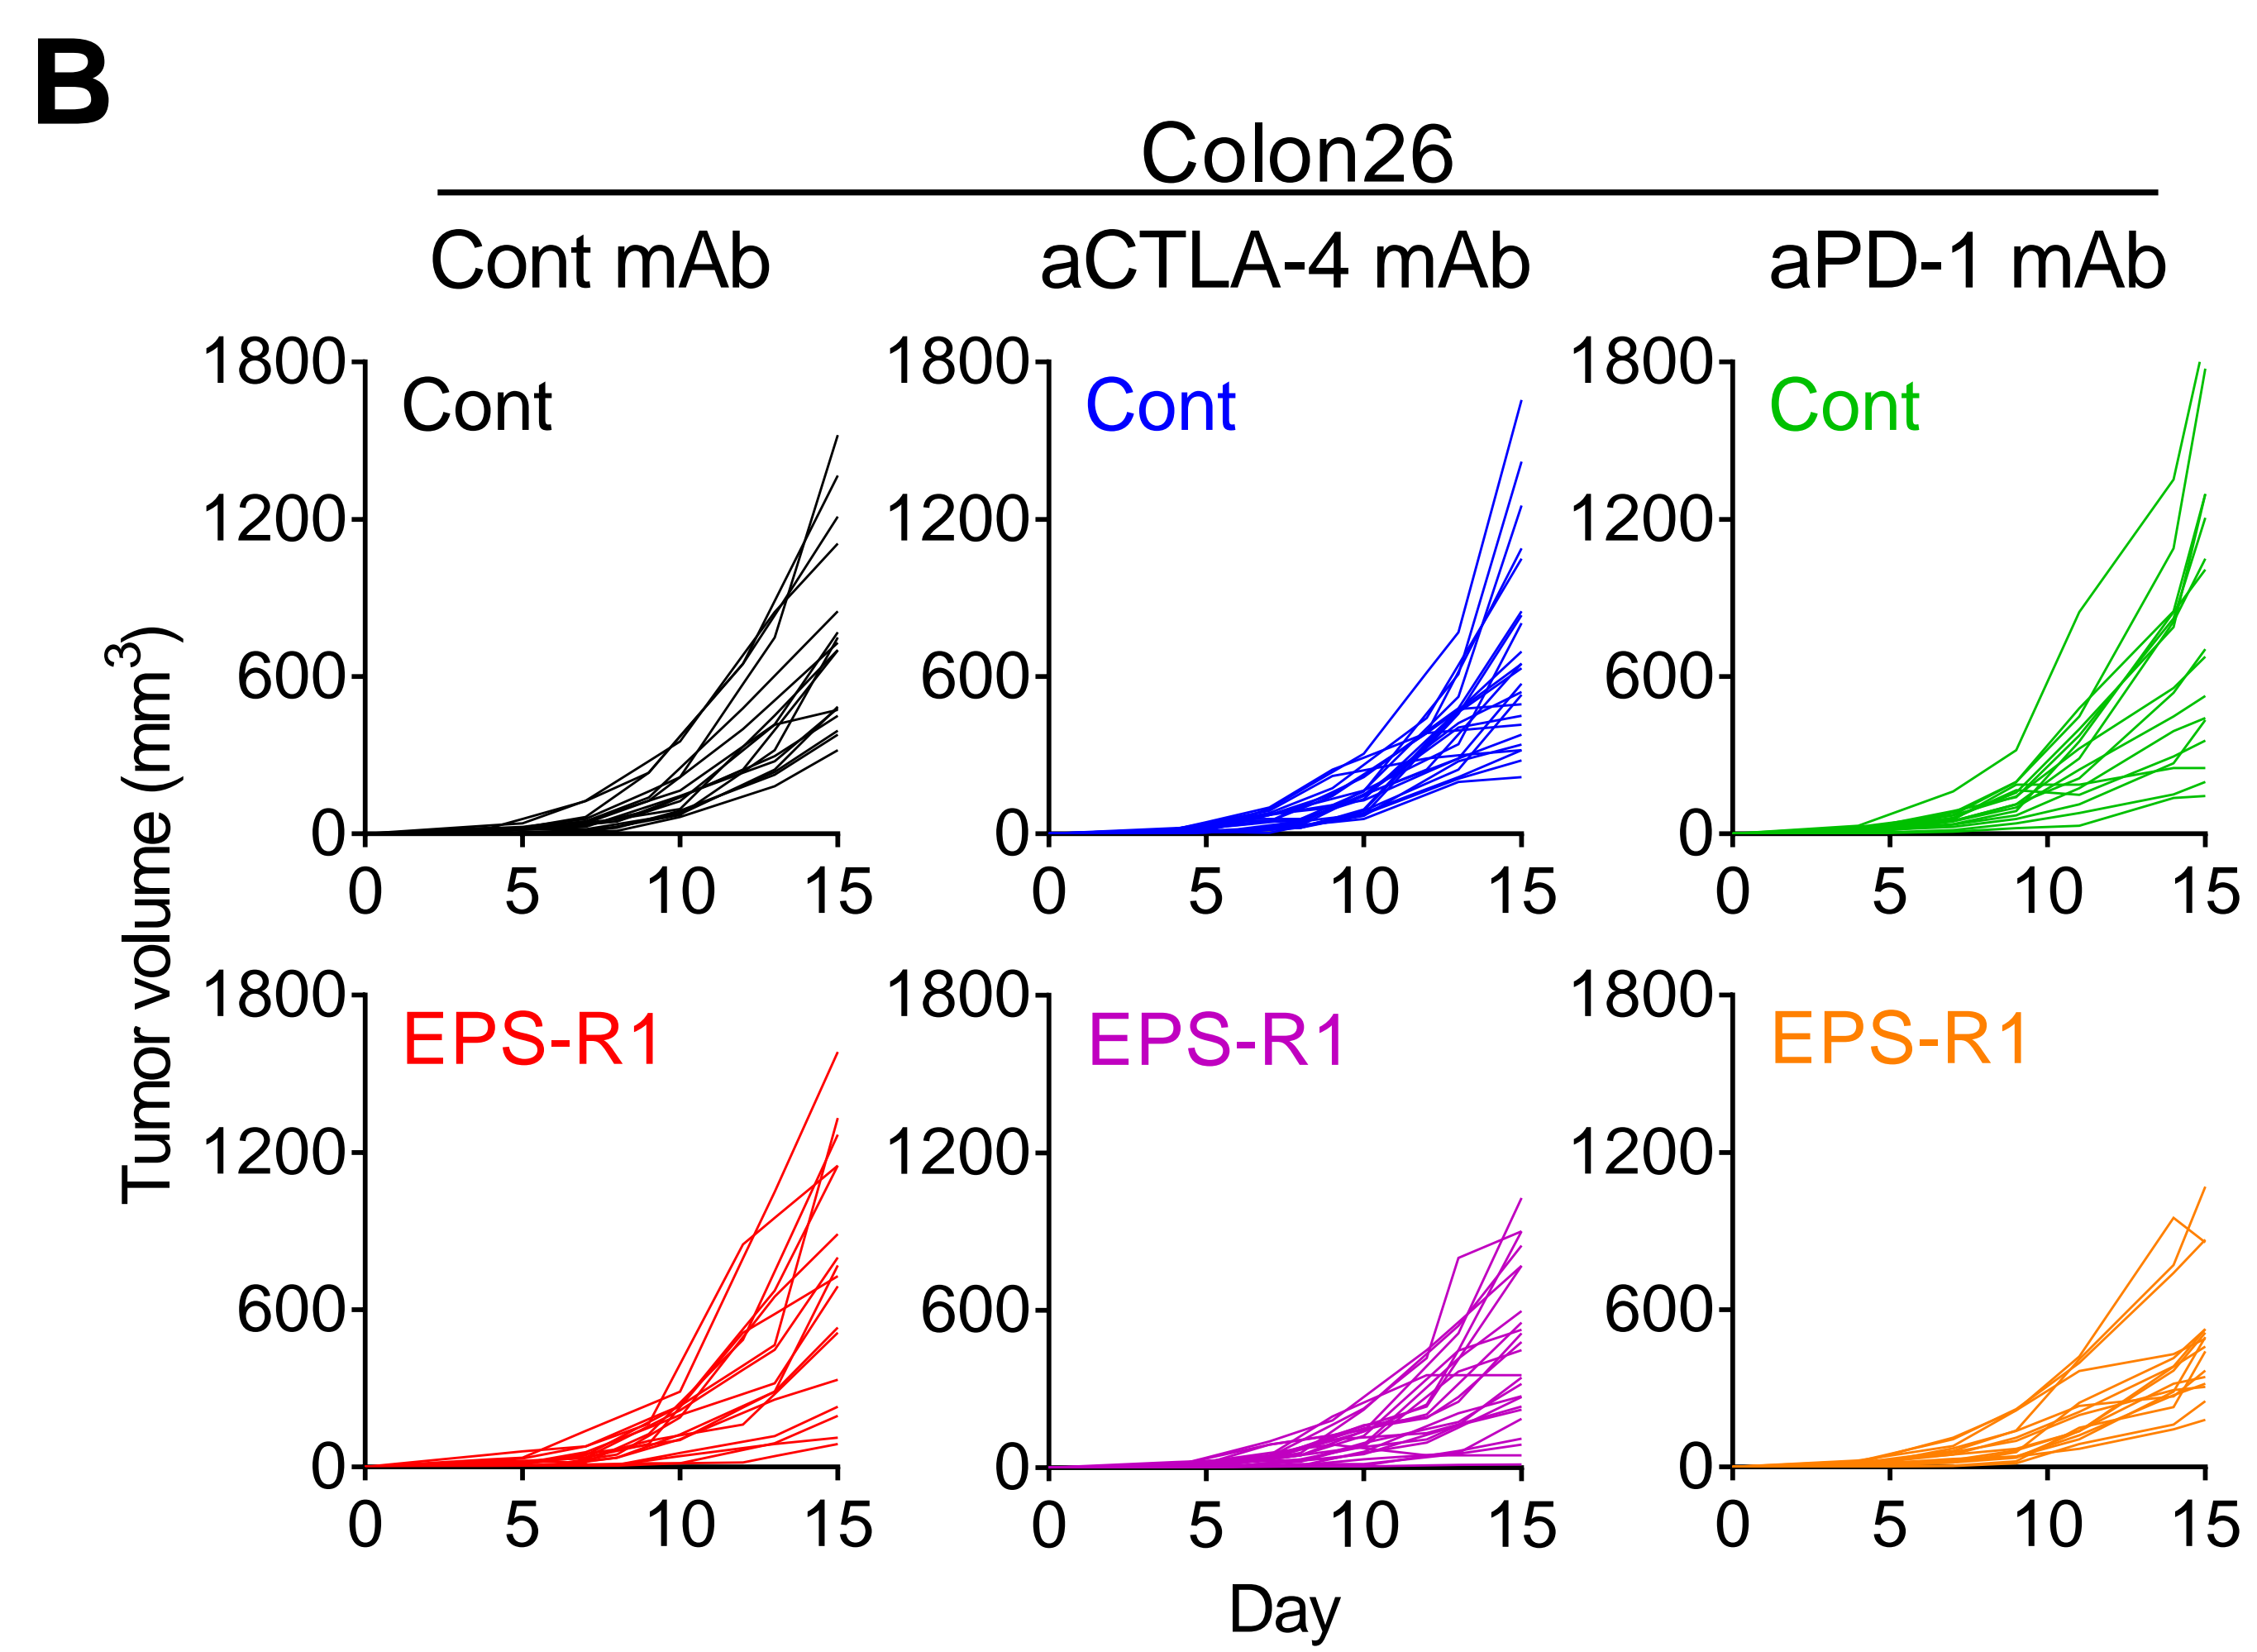 B
Colon26
Cont mAb aCTLA-4 mAb aPD-1 mAb
Tumor volume (mm³)
1800 1800 1800
Cont Cont Cont
1200 1200 1200
600 600 600
0 0 0
0 5 10 15 0 5 10 15 0 5 10 15
1800 1800 1800
EPS-R1 EPS-R1 EPS-R1
1200 1200 1200
600 600 600
0 0 0
0 5 10 15 0 5 10 15 0 5 10 15
Day